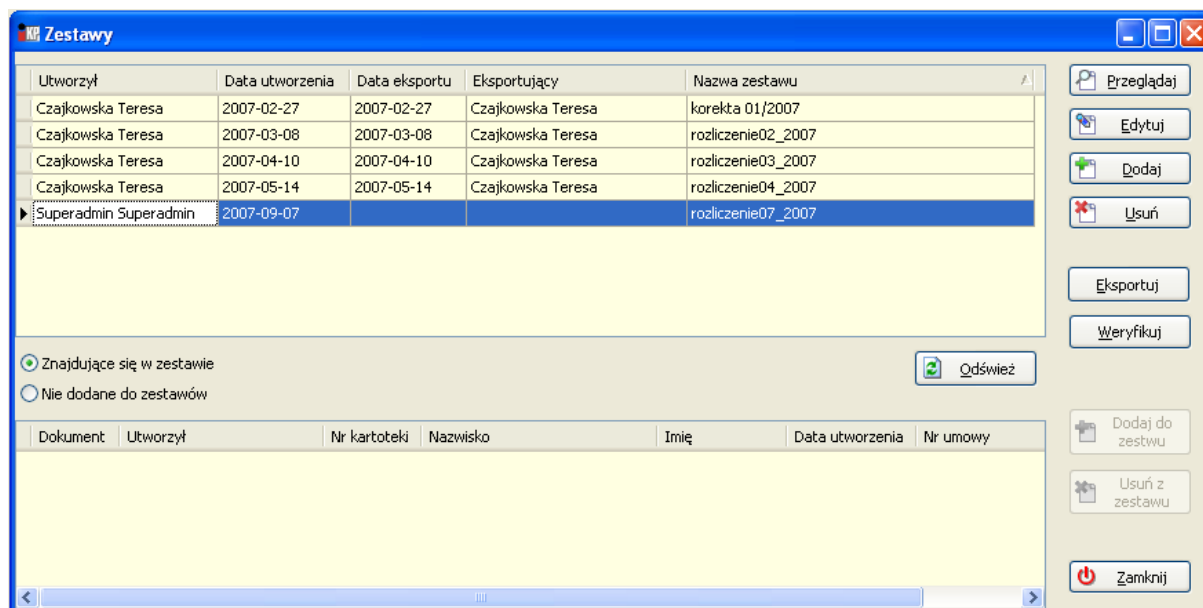 iKP Zestawy
Utworzył Data utworzenia Data eksportu Eksportujący Nazwa zestawu
Czajkowska Teresa 2007-02-27 2007-02-27 Czajkowska Teresa korekta 01/2007
Czajkowska Teresa 2007-03-08 2007-03-08 Czajkowska Teresa rozliczenie02_2007
Czajkowska Teresa 2007-04-10 2007-04-10 Czajkowska Teresa rozliczenie03_2007
Czajkowska Teresa 2007-05-14 2007-05-14 Czajkowska Teresa rozliczenie04_2007
Superadmin Superadmin 2007-09-07 rozliczenie07_2007
Przeglądaj
Edytuj
Dodaj
Usuń
Eksportuj
Weryfikuj
Znajdujące się w zestawie
Nie dodane do zestawów
Odśwież
Dokument Utworzył Nr kartoteki Nazwisko Imię Data utworzenia Nr umowy
Dodaj do
zestwu
Usuń z
zestawu
Zamknij